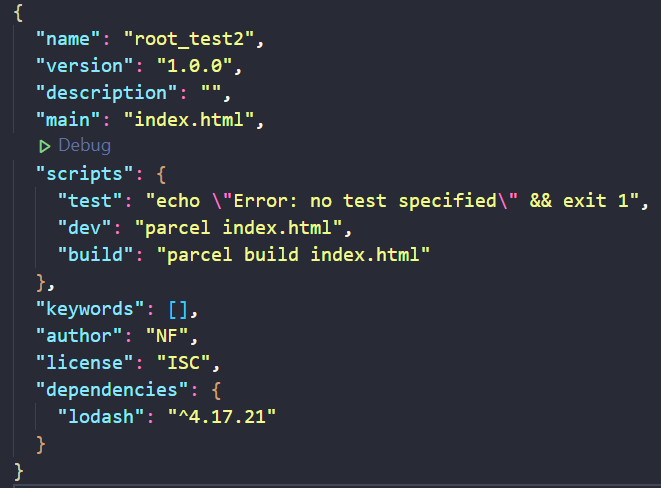 {
  "name": "root_test2",
  "version": "1.0.0",
  "description": "",
  "main": "index.html",
  Debug
  "scripts": {
    "test": "echo \"Error: no test specified\" && exit 1",
    "dev": "parcel index.html",
    "build": "parcel build index.html"
  },
  "keywords": [],
  "author": "NF",
  "license": "ISC",
  "dependencies": {
    "lodash": "^4.17.21"
  }
}